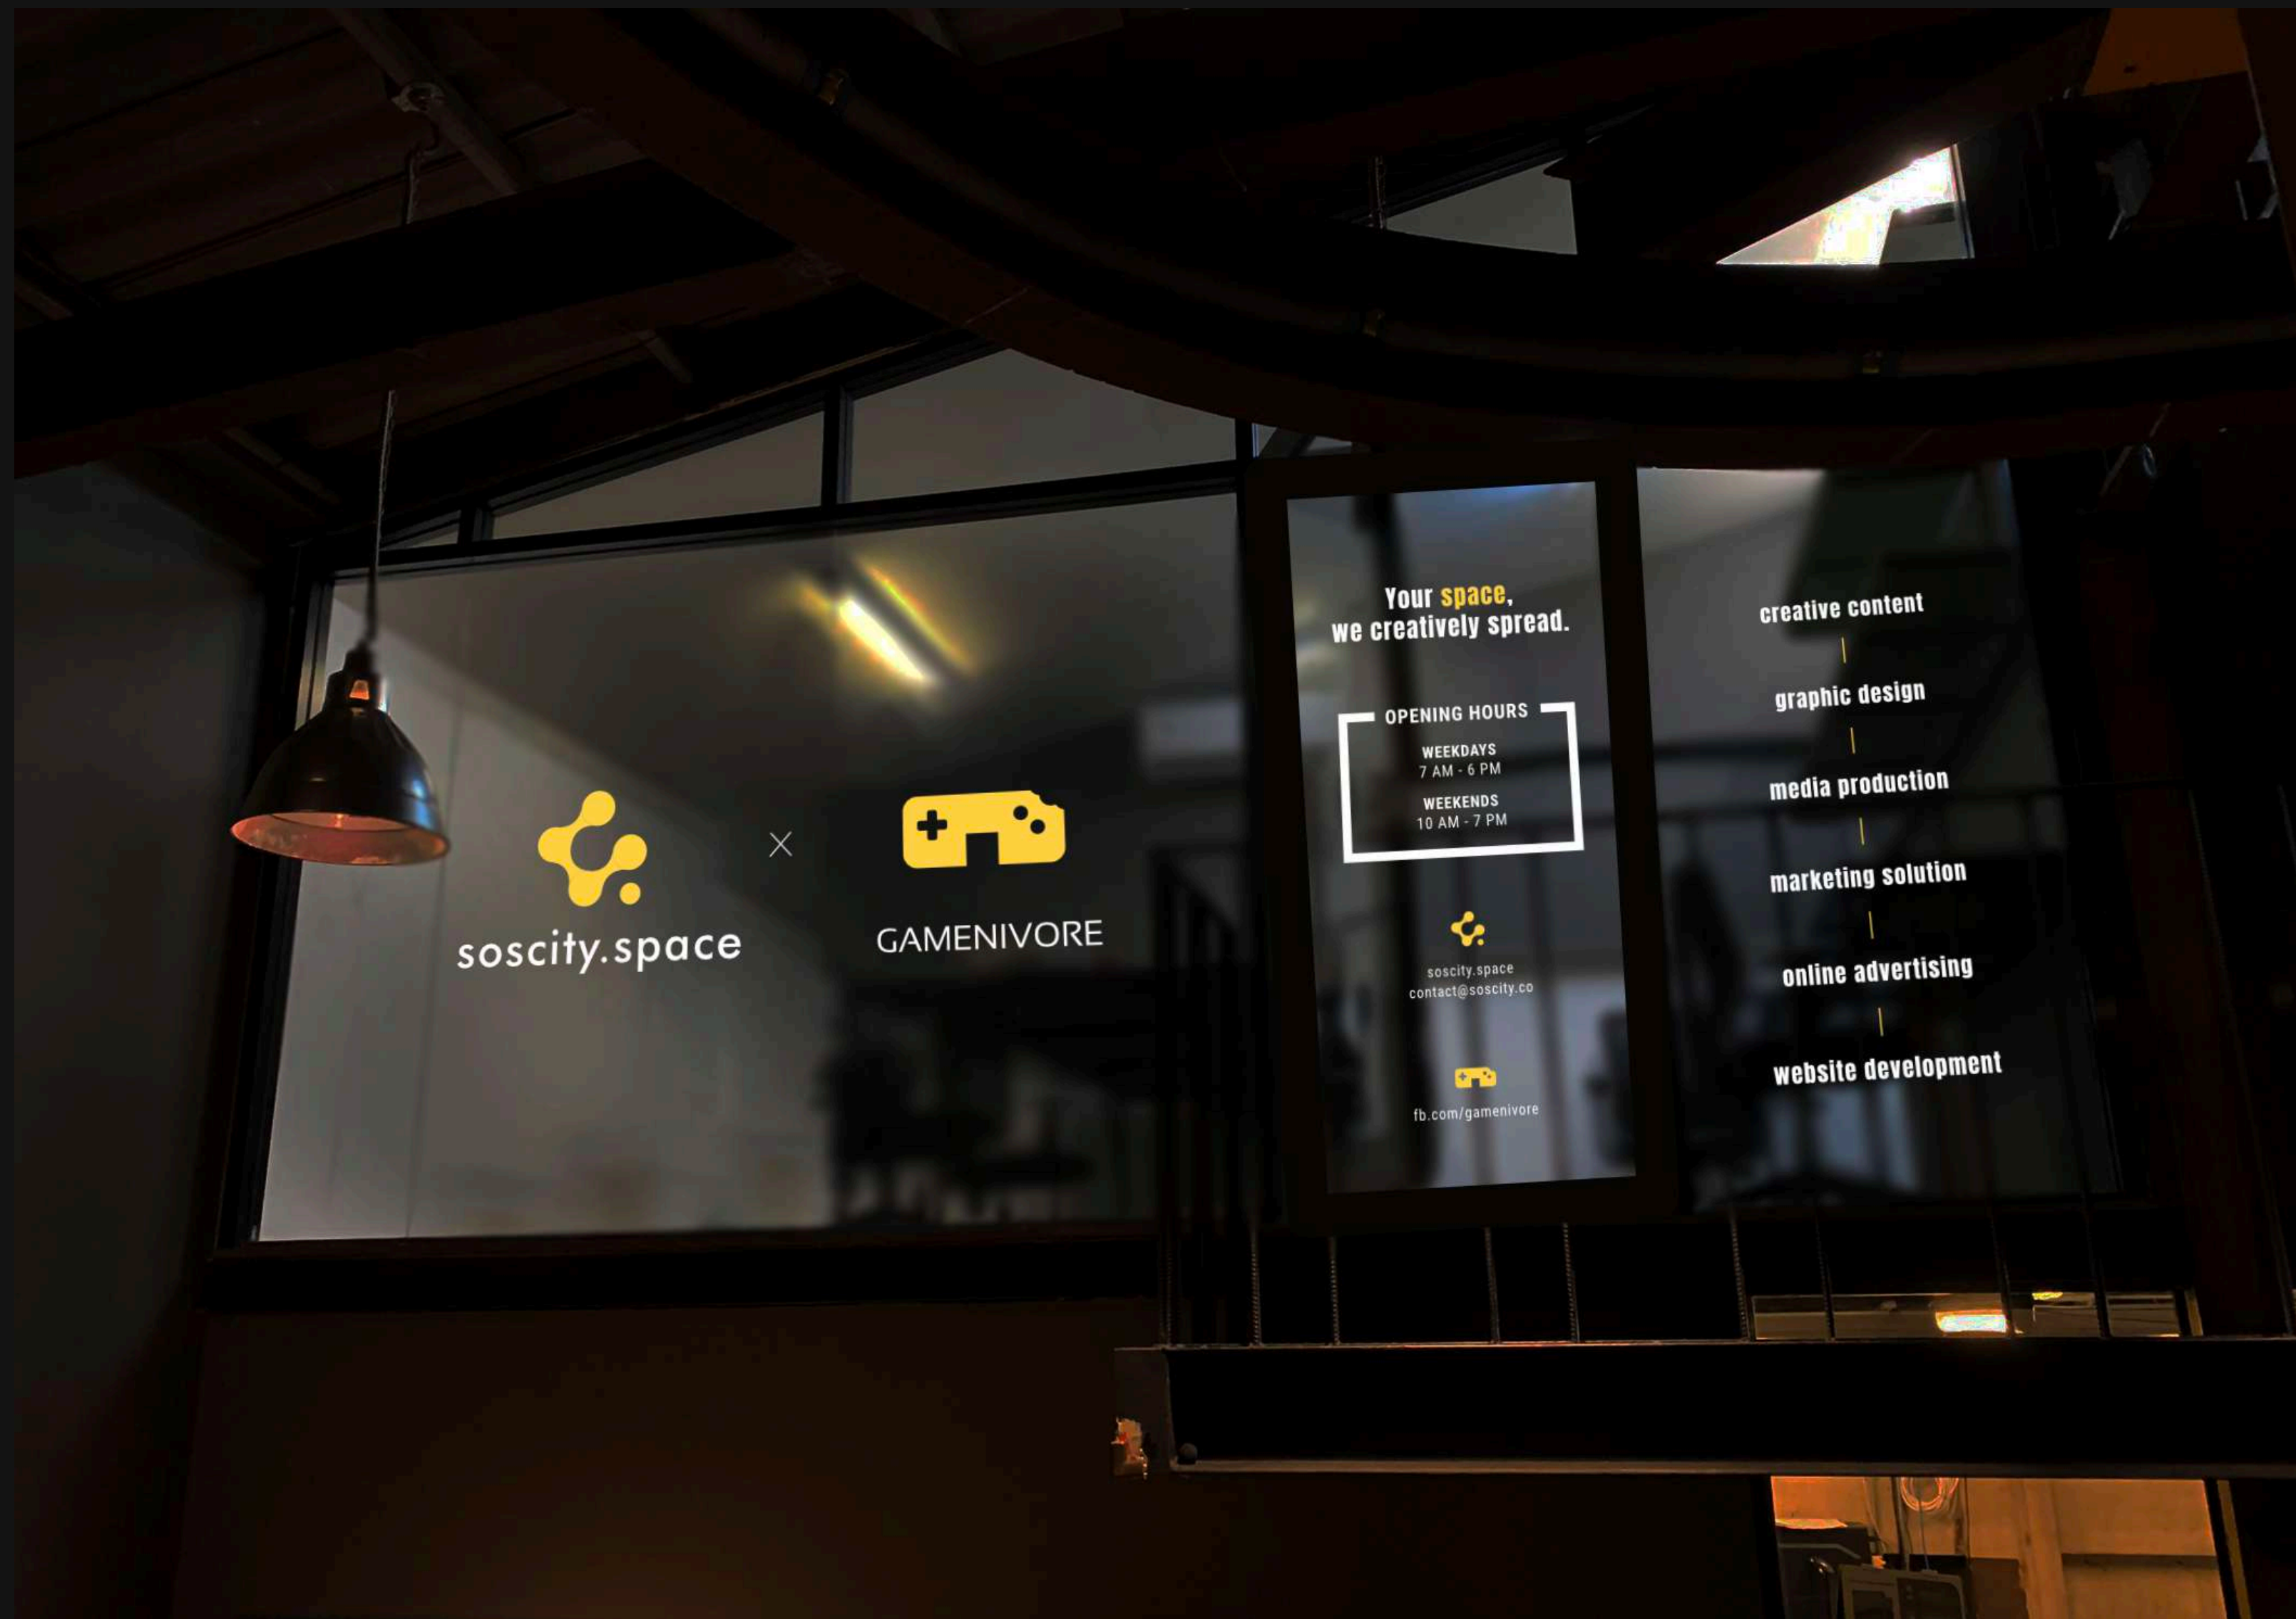 soscity.space
X
GAMENIVORE
Your space,
we creatively spread.
OPENING HOURS
WEEKDAYS
7 AM - 6 PM
WEEKENDS
10 AM - 7 PM
soscity.space
contact@soscity.co
fb.com/gamenivore
creative content
graphic design
media production
marketing solution
online advertising
website development